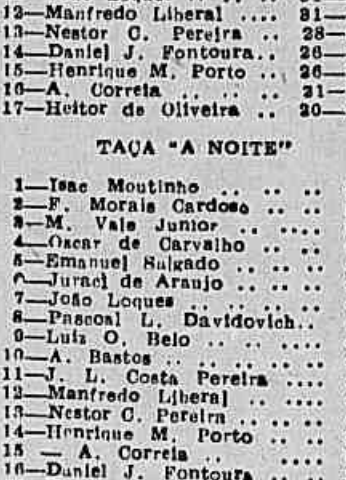 12—Manfredo Liberal .... 31—
13—Nestor C. Pereira .. 28—
14—Daniel J. Fontoura.. 26—
15—Henrique M. Porto .. 26—
16—A. Correia .. .. .. 21—
17—Heitor de Oliveira .. 20—
TAÇA "A NOITE"
1—Isac Moutinho .. .. ..
2—F. Morais Cardoso .. ..
3—M. Vale Junior .. ....
4—Oscar de Carvalho .. ..
5—Emanuel Salgado .. .. ..
6—Juraci de Araujo .. .. ..
7—João Loques .. .. .. ..
8—Pascoal L. Davidovich..
9—Luiz O. Belo .. .. ....
10—A. Bastos .. .. .. .. ..
11—J. L. Costa Pereira ....
12—Manfredo Liberal .. ....
13—Nestor C. Pereira .. .. ..
14—Henrique M. Porto .. ..
15 — A. Correia .. ....
16—Daniel J. Fontoura .. ..